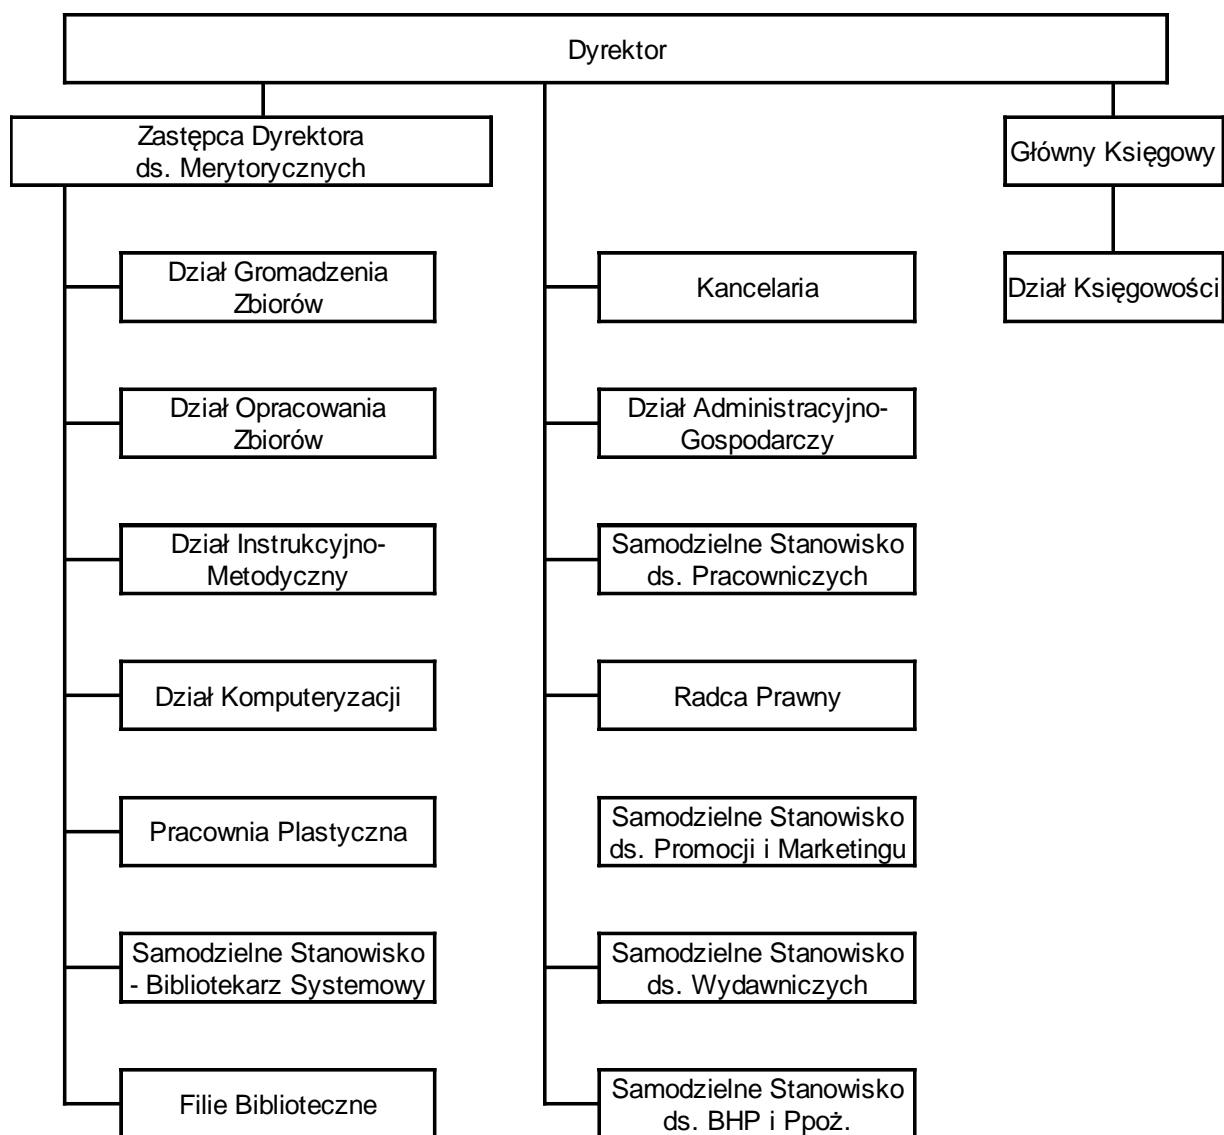 Dyrektor
Zastępca Dyrektora
ds. Merytorycznych
Główny Księgowy
Dział Gromadzenia
Zbiorów
Kancelaria
Dział Księgowości
Dział Opracowania
Zbiorów
Dział Administracyjno-
Gospodarczy
Dział Instrukcyjno-
Metodyczny
Samodzielne Stanowisko
ds. Pracowniczych
Dział Komputeryzacji
Radca Prawny
Pracownia Plastyczna
Samodzielne Stanowisko
ds. Promocji i Marketingu
Samodzielne Stanowisko
- Bibliotekarz Systemowy
Samodzielne Stanowisko
ds. Wydawniczych
Filie Biblioteczne
Samodzielne Stanowisko
ds. BHP i Ppoż.